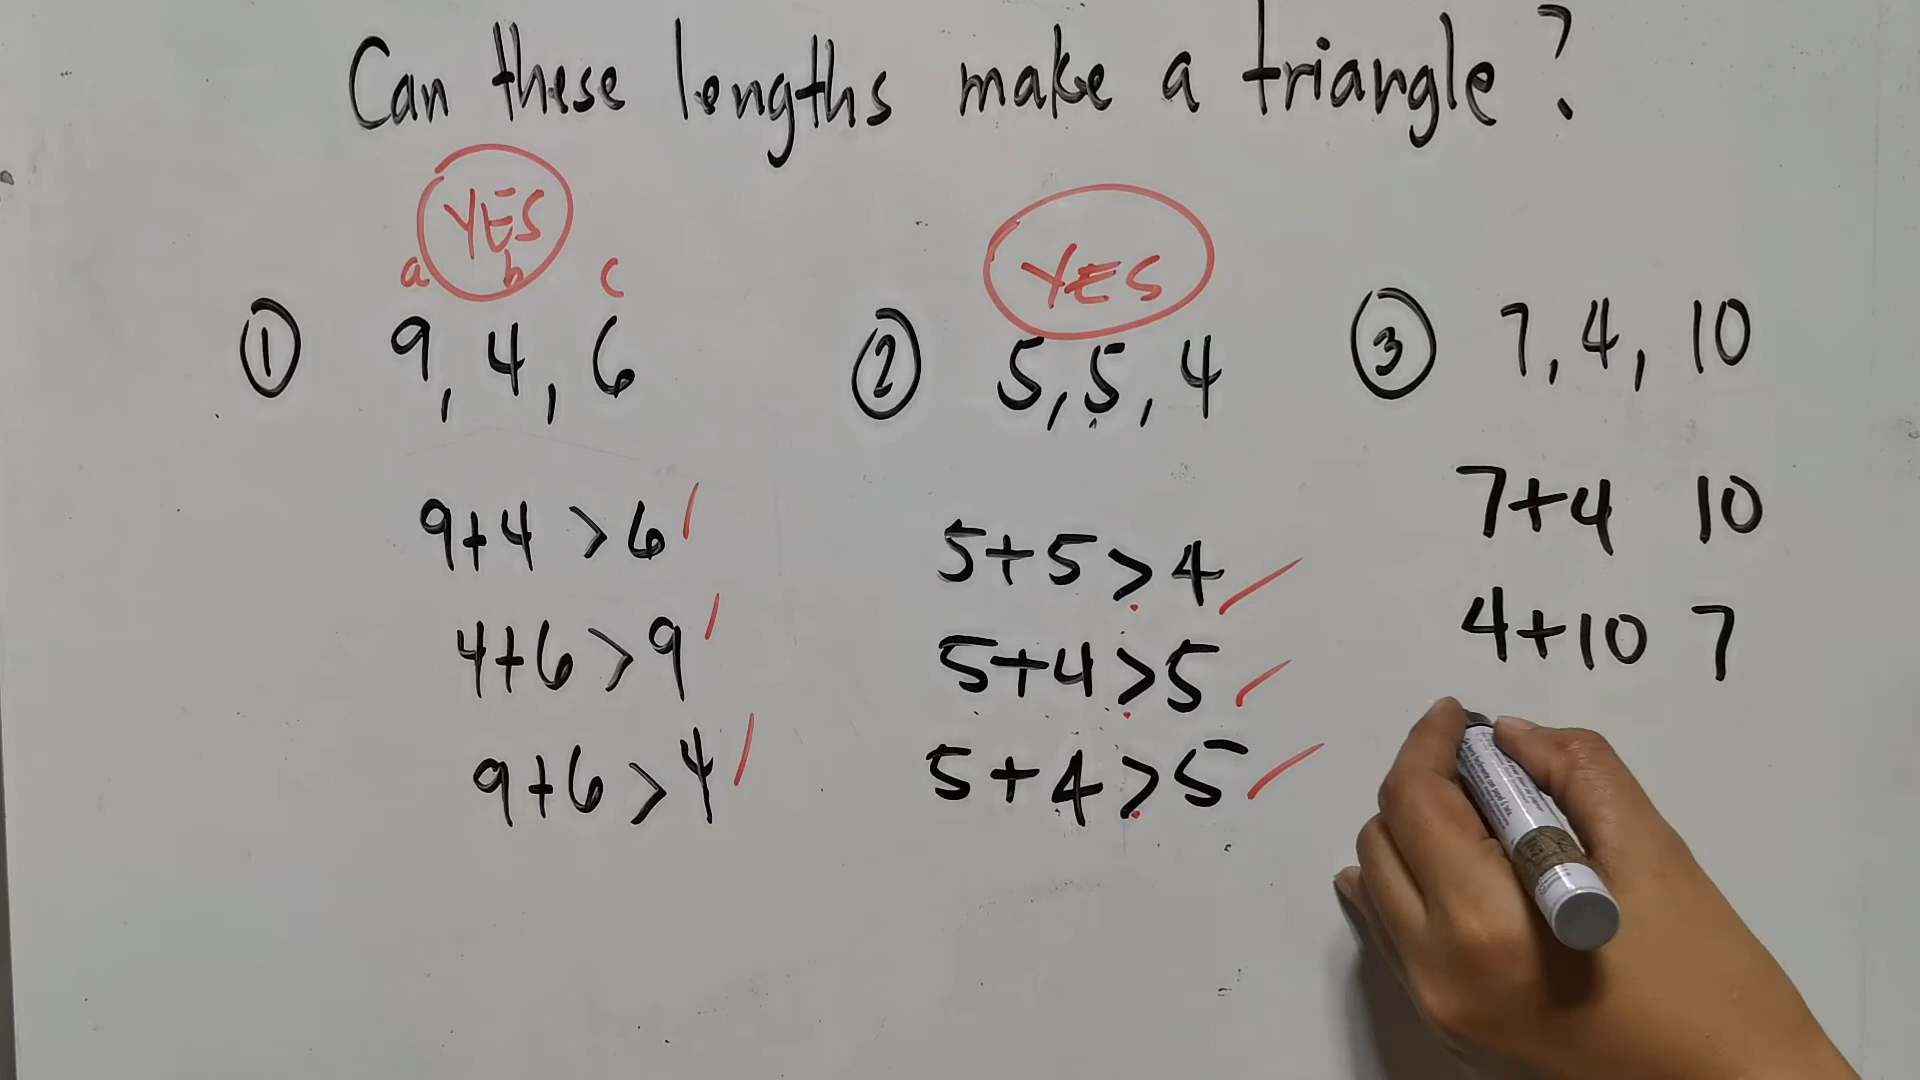 Can these lengths make a triangle?
YES
a b c
① 9, 4, 6
9+4 > 6
4+6 > 9
9+6 > 4
YES
② 5, 5, 4
5+5 > 4
5+4 > 5
5+4 > 5
③ 7, 4, 10
7+4 10
4+10 7